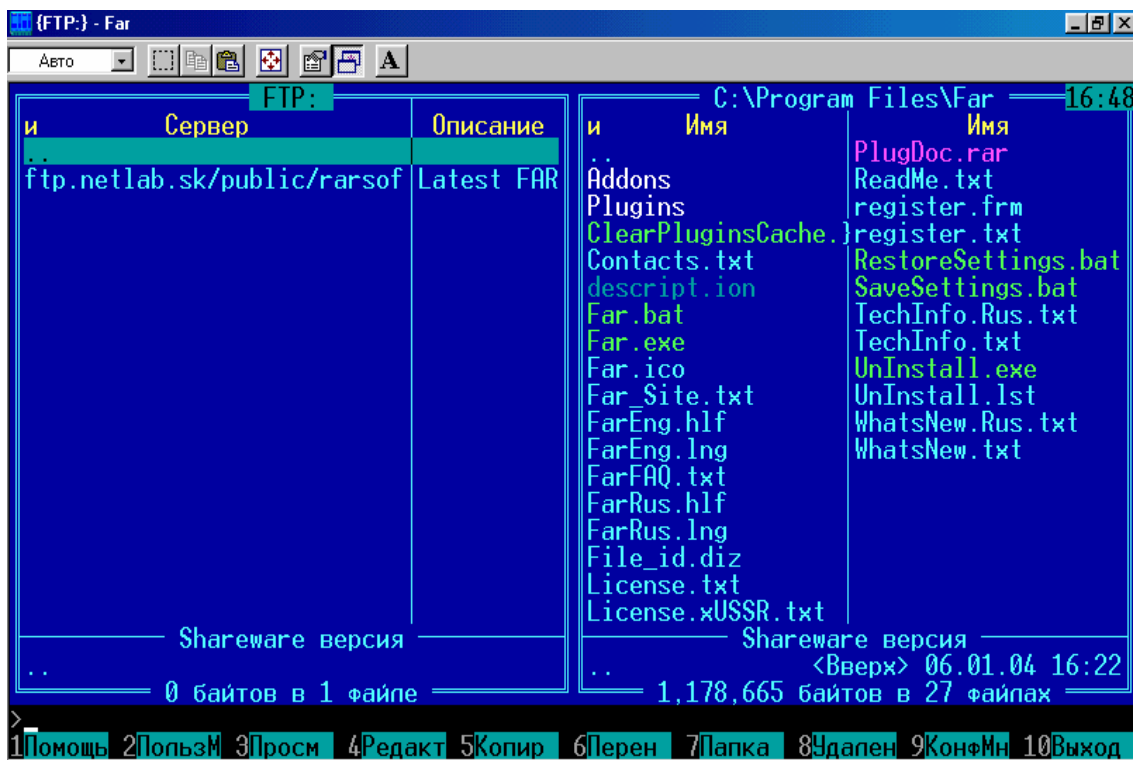 {FTP:} - Far
Авто
A
FTP:
и Сервер Описание
..
ftp.netlab.sk/public/rarsof Latest FAR
Shareware версия
..
0 байтов в 1 файле
C:\Program Files\Far 16:48
и Имя Имя
.. PlugDoc.rar
Addons ReadMe.txt
Plugins register.frm
ClearPluginsCache.}register.txt
Contacts.txt RestoreSettings.bat
descript.ion SaveSettings.bat
Far.bat TechInfo.Rus.txt
Far.exe TechInfo.txt
Far.ico UnInstall.exe
Far_Site.txt UnInstall.lst
FarEng.hlf WhatsNew.Rus.txt
FarEng.lng WhatsNew.txt
FarFAQ.txt
FarRus.hlf
FarRus.lng
File_id.diz
License.txt
License.xUSSR.txt
Shareware версия
.. <Вверх> 06.01.04 16:22
1,178,665 байтов в 27 файлах
>_
1Помощь 2ПользМ 3Просм 4Редакт 5Копир 6Перен 7Папка 8Удален 9КонфМн 10Выход